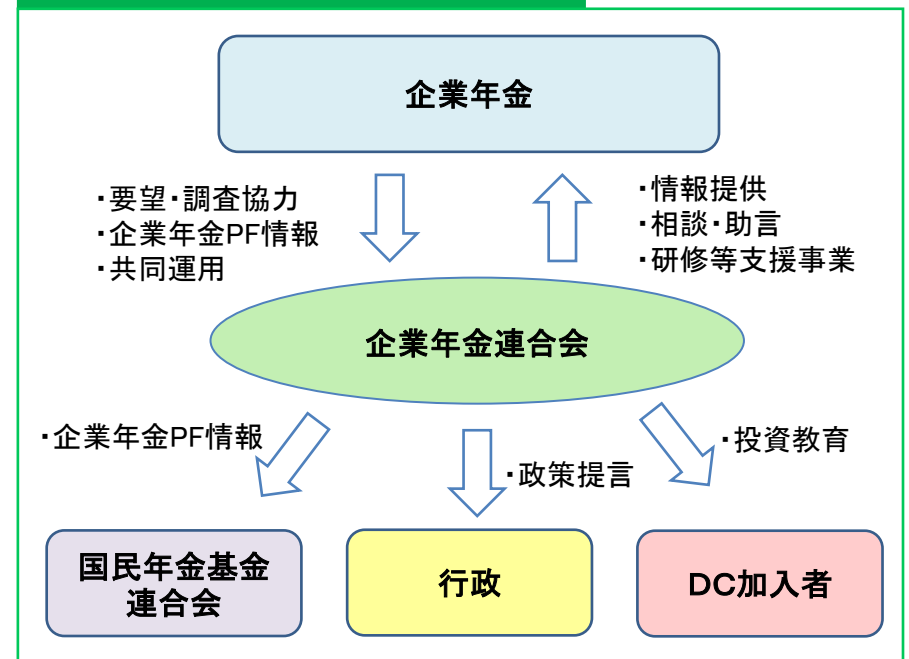 企業年金
・要望・調査協力
・企業年金PF情報
・共同運用
・情報提供
・相談・助言
・研修等支援事業
企業年金連合会
・企業年金PF情報
・政策提言
・投資教育
国民年金基金
連合会
行政
DC加入者